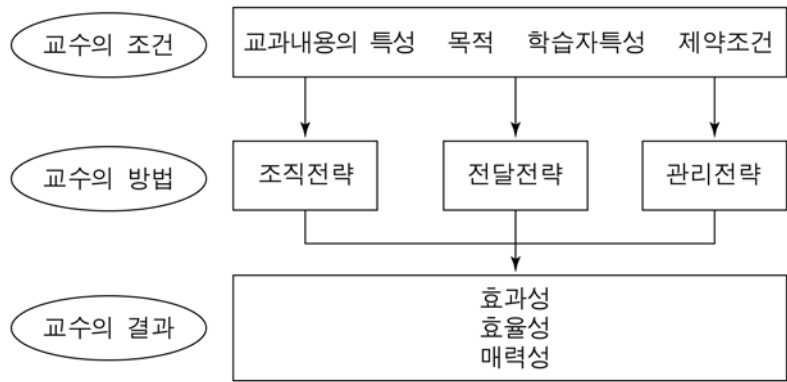 교수의 조건
교과내용의 특성 목적 학습자특성 제약조건
교수의 방법
조직전략
전달전략
관리전략
교수의 결과
효과성
효율성
매력성